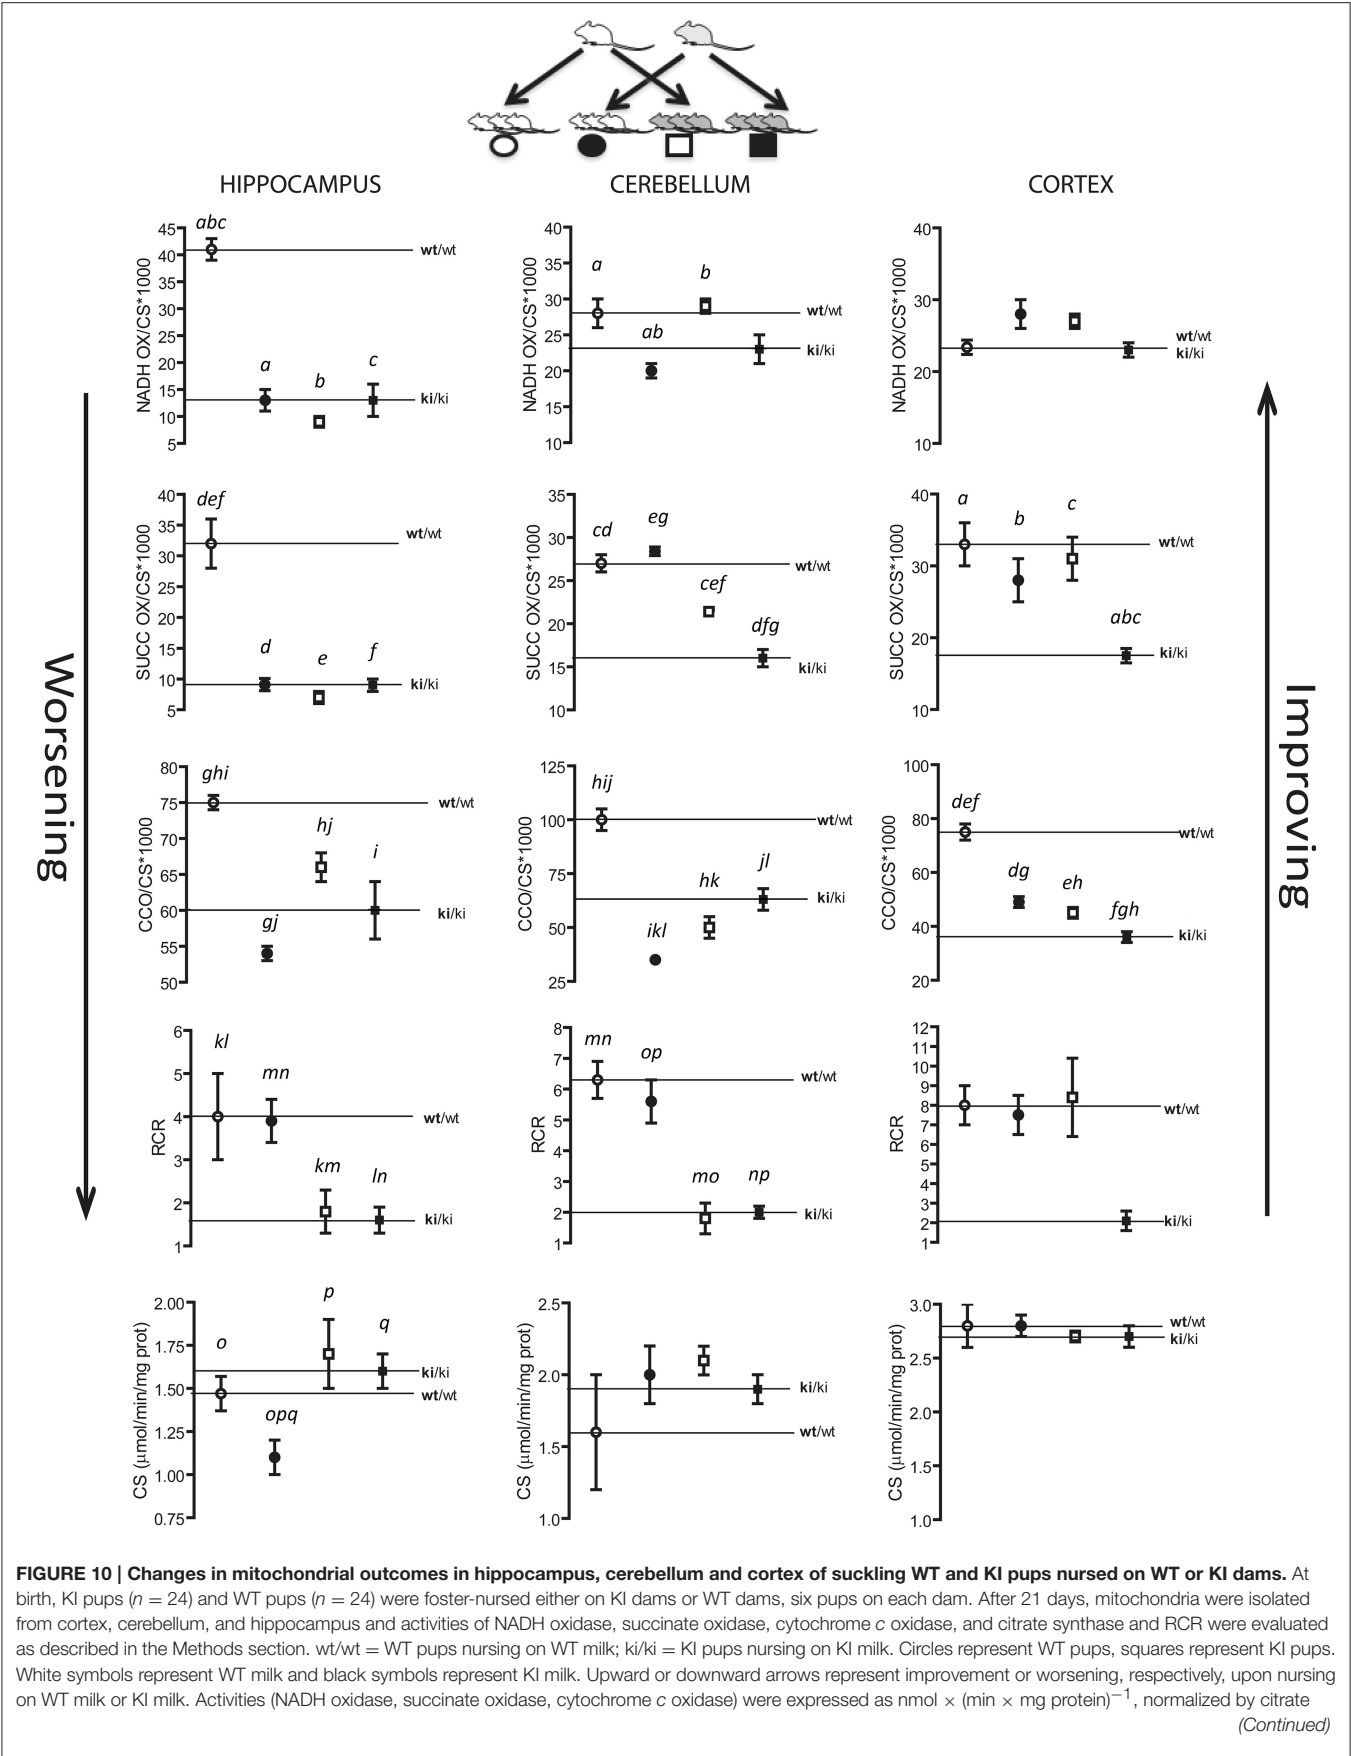 HIPPOCAMPUS
CEREBELLUM
CORTEX
Worsening
Improving
NADH OX/CS*1000
45
40
35
30
25
20
15
10
5
abc
a
b
c
wt/wt
ki/ki
NADH OX/CS*1000
40
35
30
25
20
15
10
a
ab
b
wt/wt
ki/ki
NADH OX/CS*1000
40
30
20
10
wt/wt
ki/ki
SUCC OX/CS*1000
40
35
30
25
20
15
10
5
def
d
e
f
wt/wt
ki/ki
SUCC OX/CS*1000
35
30
25
20
15
10
cd
eg
cef
dfg
wt/wt
ki/ki
SUCC OX/CS*1000
40
30
20
10
a
b
c
abc
wt/wt
ki/ki
CCO/CS*1000
80
75
70
65
60
55
50
ghi
gj
hj
i
wt/wt
ki/ki
CCO/CS*1000
125
100
75
50
25
hij
ikl
hk
jl
wt/wt
ki/ki
CCO/CS*1000
100
80
60
40
20
def
dg
eh
fgh
wt/wt
ki/ki
RCR
6
5
4
3
2
1
kl
mn
km
ln
wt/wt
ki/ki
RCR
8
7
6
5
4
3
2
1
mn
op
mo
np
wt/wt
ki/ki
RCR
12
11
10
9
8
7
6
5
4
3
2
1
wt/wt
ki/ki
CS (μmol/min/mg prot)
2.00
1.75
1.50
1.25
1.00
0.75
o
opq
p
q
ki/ki
wt/wt
CS (μmol/min/mg prot)
2.5
2.0
1.5
1.0
ki/ki
wt/wt
CS (μmol/min/mg prot)
3.0
2.5
2.0
1.5
1.0
wt/wt
ki/ki
FIGURE 10 | Changes in mitochondrial outcomes in hippocampus, cerebellum and cortex of suckling WT and KI pups nursed on WT or KI dams. At
birth, KI pups (n = 24) and WT pups (n = 24) were foster-nursed either on KI dams or WT dams, six pups on each dam. After 21 days, mitochondria were isolated
from cortex, cerebellum, and hippocampus and activities of NADH oxidase, succinate oxidase, cytochrome c oxidase, and citrate synthase and RCR were evaluated
as described in the Methods section. wt/wt = WT pups nursing on WT milk; ki/ki = KI pups nursing on KI milk. Circles represent WT pups, squares represent KI pups.
White symbols represent WT milk and black symbols represent KI milk. Upward or downward arrows represent improvement or worsening, respectively, upon nursing
on WT milk or KI milk. Activities (NADH oxidase, succinate oxidase, cytochrome c oxidase) were expressed as nmol × (min × mg protein)⁻¹, normalized by citrate
(Continued)